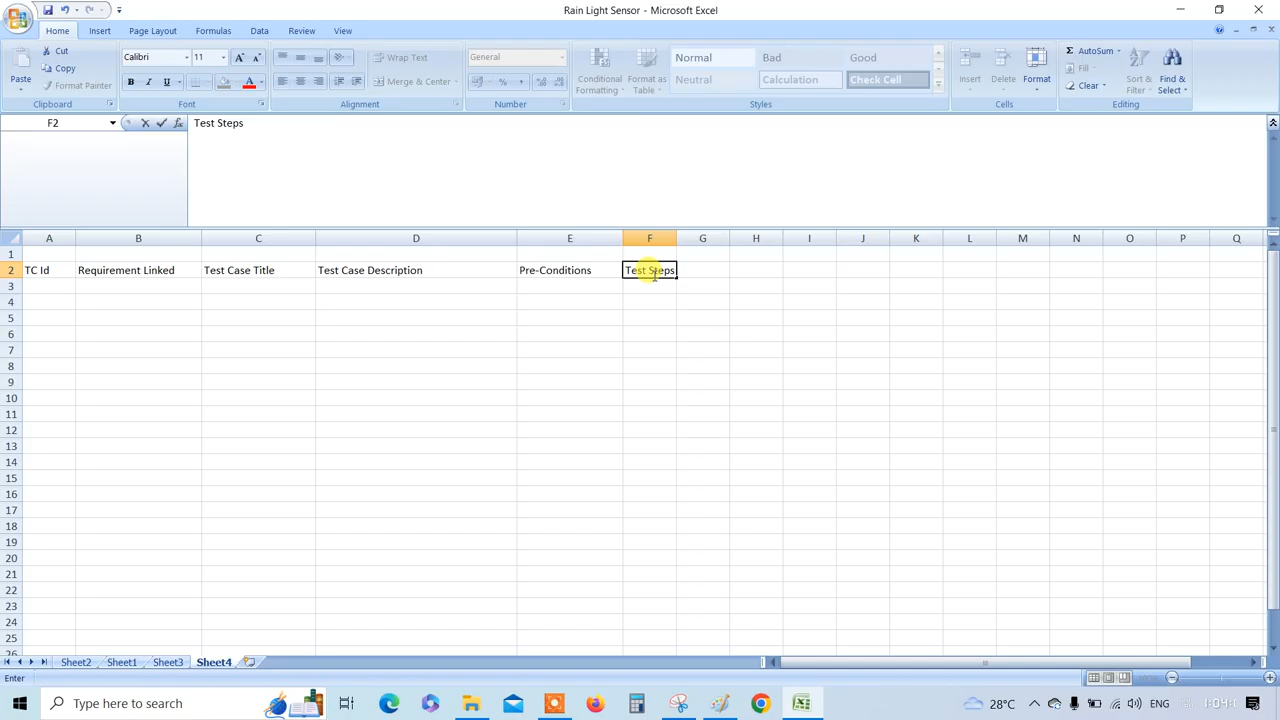 Rain Light Sensor - Microsoft Excel
Home Insert Page Layout Formulas Data Review View
Paste
Cut
Copy
Format Painter
Clipboard
Calibri 11
B I U
A
Font
Wrap Text
Merge & Center
Alignment
General
% ,
Number
Conditional Formatting
Format as Table
Normal Bad Good
Neutral Calculation Check Cell
Styles
Insert Delete Format
Cells
AutoSum
Fill
Clear
Sort & Filter
Find & Select
Editing
F2 fx Test Steps
A B C D E F G H I J K L M N O P Q
1
2 TC Id Requirement Linked Test Case Title Test Case Description Pre-Conditions Test Steps
3
4
5
6
7
8
9
10
11
12
13
14
15
16
17
18
19
20
21
22
23
24
25
26
Sheet2 Sheet1 Sheet3 Sheet4
Enter
Type here to search
28°C
ENG